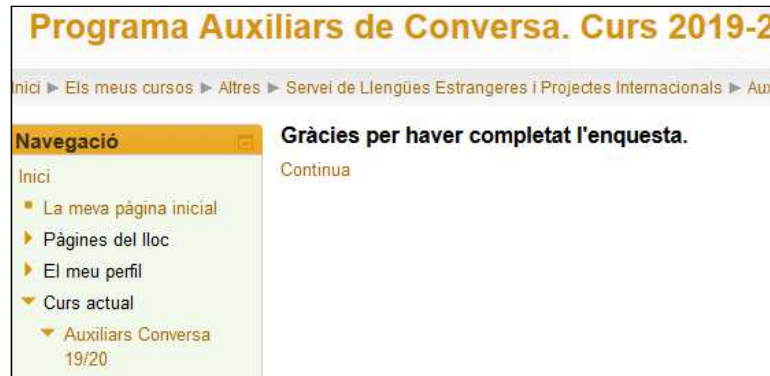 Programa Auxiliars de Conversa. Curs 2019-2
Inici ► Els meus cursos ► Altres ► Servei de Llengües Estrangeres i Projectes Internacionals ► Aux
Navegació
Inici
La meva pàgina inicial
Pàgines del lloc
El meu perfil
Curs actual
Auxiliars Conversa
19/20
Gràcies per haver completat l'enquesta.
Continua